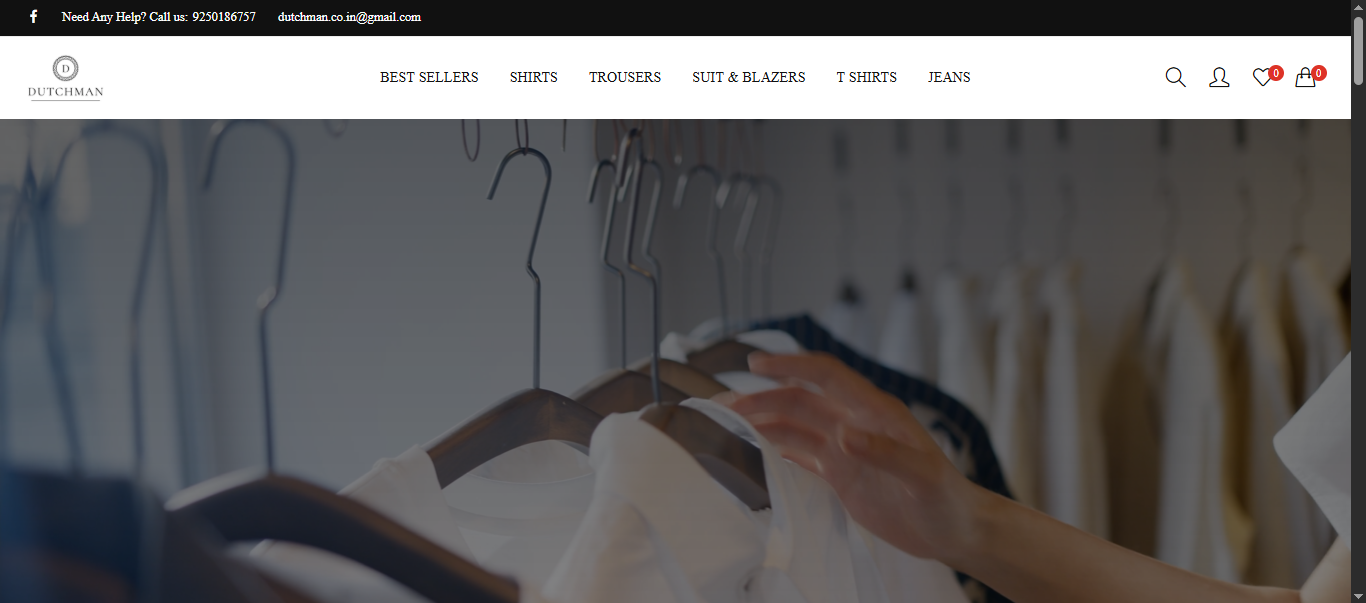 Need Any Help? Call us: 9250186757 dutchman.co.in@gmail.com
D
DUTCHMAN
BEST SELLERS SHIRTS TROUSERS SUIT & BLAZERS T SHIRTS JEANS
0 0